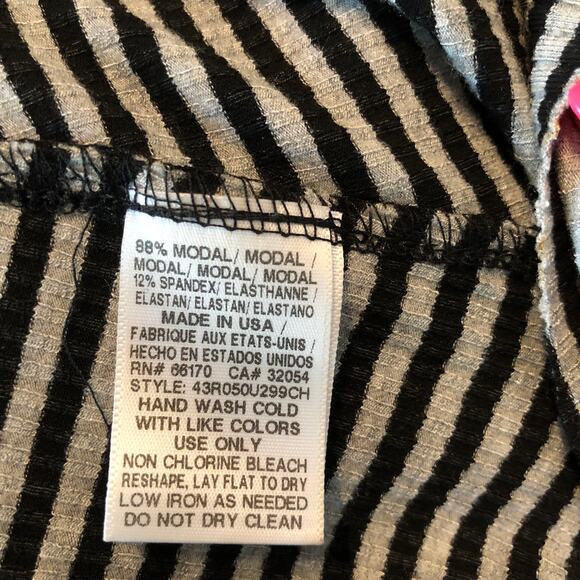 88% MODAL/ MODAL /
MODAL/ MODAL/ MODAL
12% SPANDEX/ ELASTHANNE /
ELASTAN/ ELASTAN/ ELASTANO
MADE IN USA /
FABRIQUE AUX ETATS-UNIS /
HECHO EN ESTADOS UNIDOS
RN# 66170 CA# 32054
STYLE: 43R050U299CH
HAND WASH COLD
WITH LIKE COLORS
USE ONLY
NON CHLORINE BLEACH
RESHAPE, LAY FLAT TO DRY
LOW IRON AS NEEDED
DO NOT DRY CLEAN